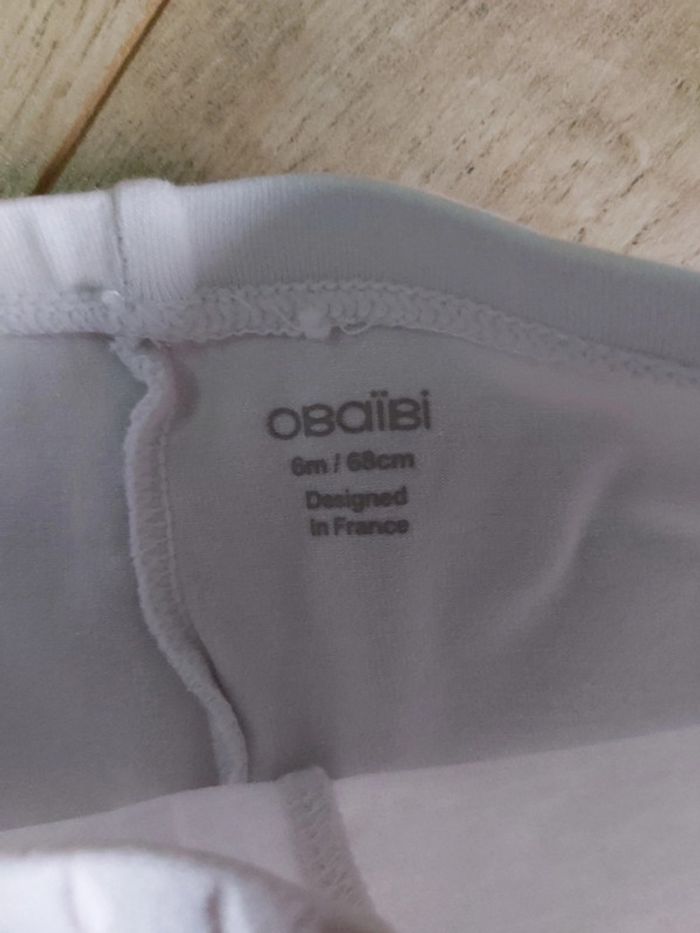 OBaïBi
6m / 68cm
Designed
in France